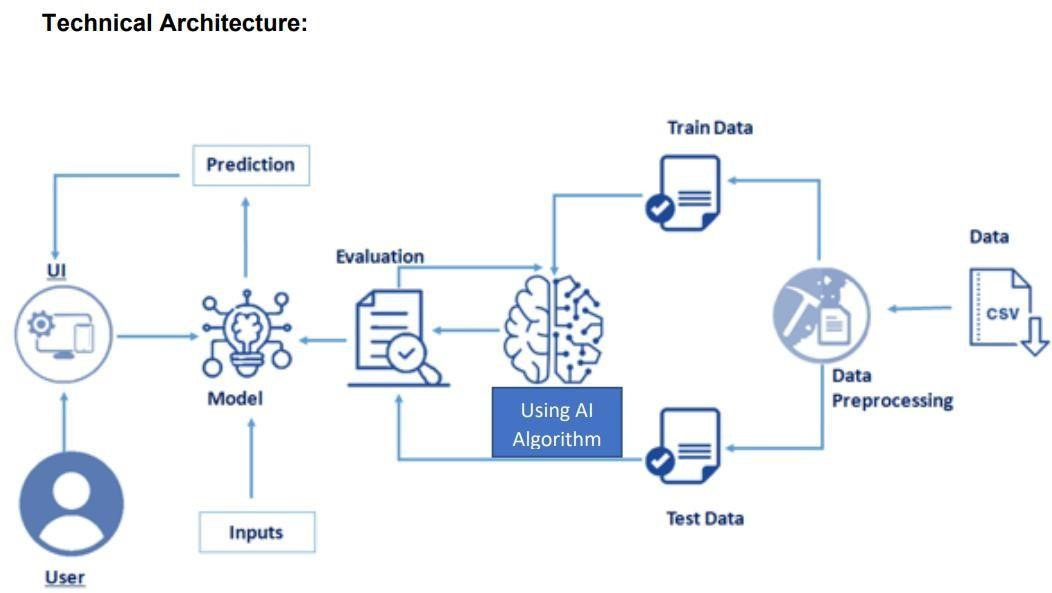 Technical Architecture:
Train Data
Prediction
Data
Evaluation
UI
CSV
Data
Preprocessing
Model
Using AI
Algorithm
Test Data
Inputs
User